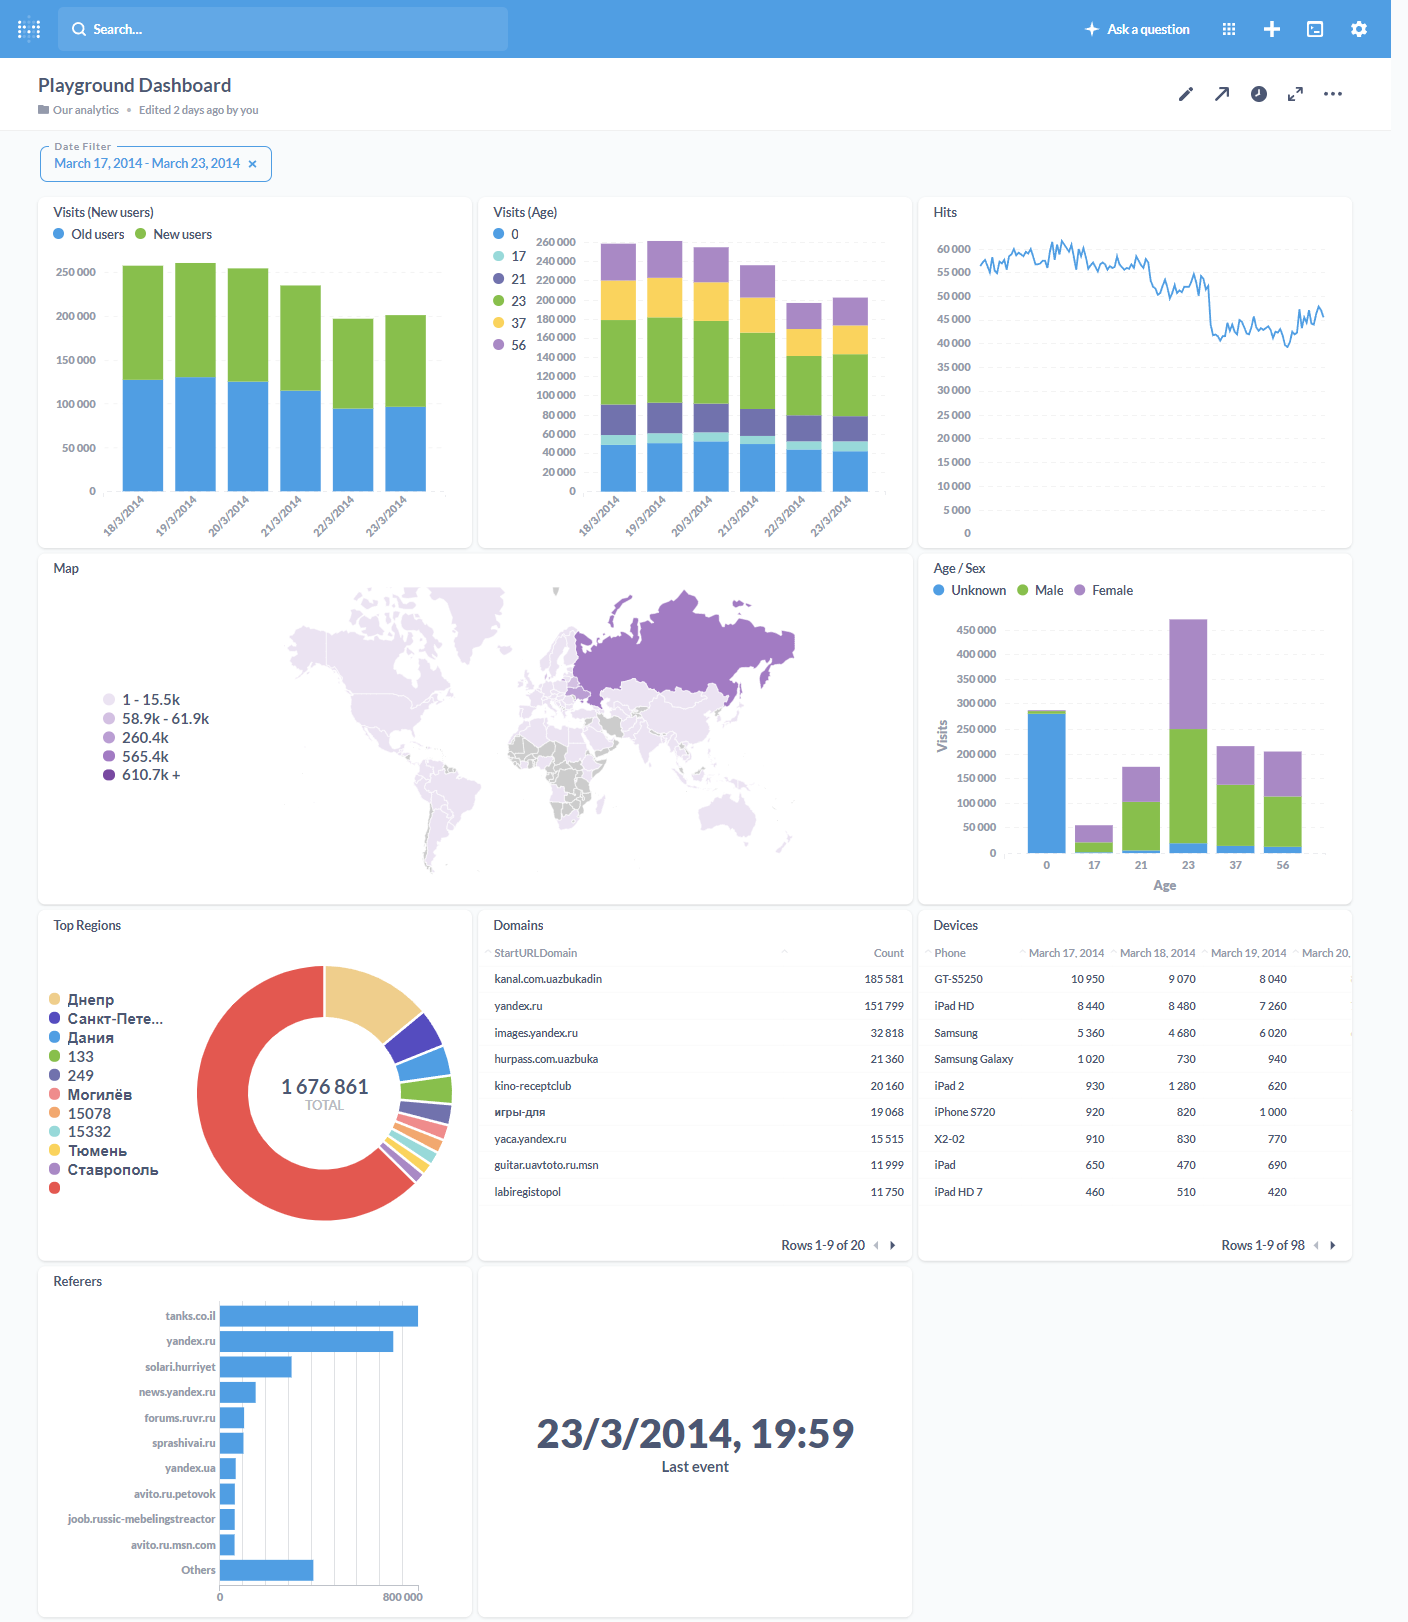 Search...
Ask a question
Playground Dashboard
Our analytics • Edited 2 days ago by you
Date Filter
March 17, 2014 - March 23, 2014 ×
Visits (New users)
Old users New users
250 000
200 000
150 000
100 000
50 000
0
18/3/2014 19/3/2014 20/3/2014 21/3/2014 22/3/2014 23/3/2014
Visits (Age)
0
17
21
23
37
56
260 000
240 000
220 000
200 000
180 000
160 000
140 000
120 000
100 000
80 000
60 000
40 000
20 000
0
18/3/2014 19/3/2014 20/3/2014 21/3/2014 22/3/2014 23/3/2014
Hits
60 000
55 000
50 000
45 000
40 000
35 000
30 000
25 000
20 000
15 000
10 000
5 000
0
Map
1 - 15.5k
58.9k - 61.9k
260.4k
565.4k
610.7k +
Age / Sex
Unknown Male Female
450 000
400 000
350 000
300 000
250 000
200 000
150 000
100 000
50 000
0
Visits
0 17 21 23 37 56
Age
Top Regions
Днепр
Санкт-Пете...
Дания
133
249
Могилёв
15078
15332
Тюмень
Ставрополь
1 676 861
TOTAL
Domains
StartURLDomain Count
kanal.com.uazbukadin 185 581
yandex.ru 151 799
images.yandex.ru 32 818
hurpass.com.uazbuka 21 360
kino-receptclub 20 160
игры-для 19 068
yaca.yandex.ru 15 515
guitar.uavtoto.ru.msn 11 999
labiregistopol 11 750
Rows 1-9 of 20
Devices
Phone March 17, 2014 March 18, 2014 March 19, 2014 March 20,
GT-S5250 10 950 9 070 8 040
iPad HD 8 440 8 480 7 260
Samsung 5 360 4 680 6 020
Samsung Galaxy 1 020 730 940
iPad 2 930 1 280 620
iPhone S720 920 820 1 000
X2-02 910 830 770
iPad 650 470 690
iPad HD 7 460 510 420
Rows 1-9 of 98
Referers
tanks.co.il
yandex.ru
solari.hurriyet
news.yandex.ru
forums.ruvr.ru
sprashivai.ru
yandex.ua
avito.ru.petovok
joob.russic-mebelingstreactor
avito.ru.msn.com
Others
0 800 000
23/3/2014, 19:59
Last event